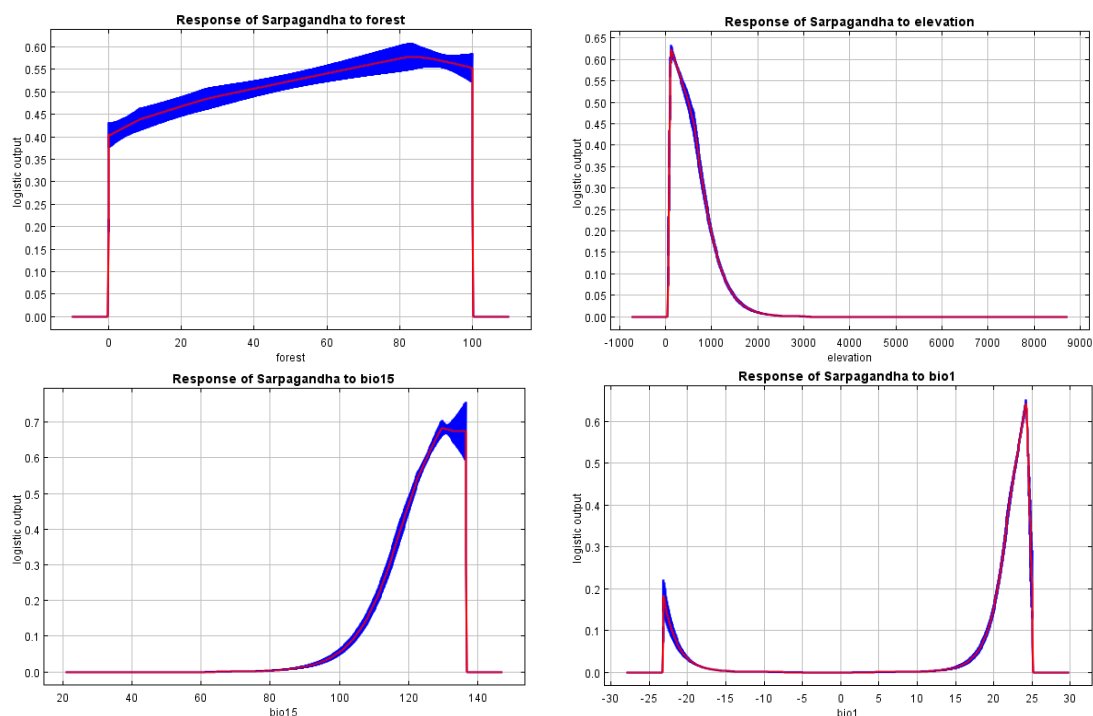 Response of Sarpagandha to forest
logistic output
0.60
0.55
0.50
0.45
0.40
0.35
0.30
0.25
0.20
0.15
0.10
0.05
0.00
0 20 40 60 80 100
forest
Response of Sarpagandha to elevation
logistic output
0.65
0.60
0.55
0.50
0.45
0.40
0.35
0.30
0.25
0.20
0.15
0.10
0.05
0.00
-1000 0 1000 2000 3000 4000 5000 6000 7000 8000 9000
elevation
Response of Sarpagandha to bio15
logistic output
0.7
0.6
0.5
0.4
0.3
0.2
0.1
0.0
20 40 60 80 100 120 140
bio15
Response of Sarpagandha to bio1
logistic output
0.6
0.5
0.4
0.3
0.2
0.1
0.0
-30 -25 -20 -15 -10 -5 0 5 10 15 20 25 30
bio1